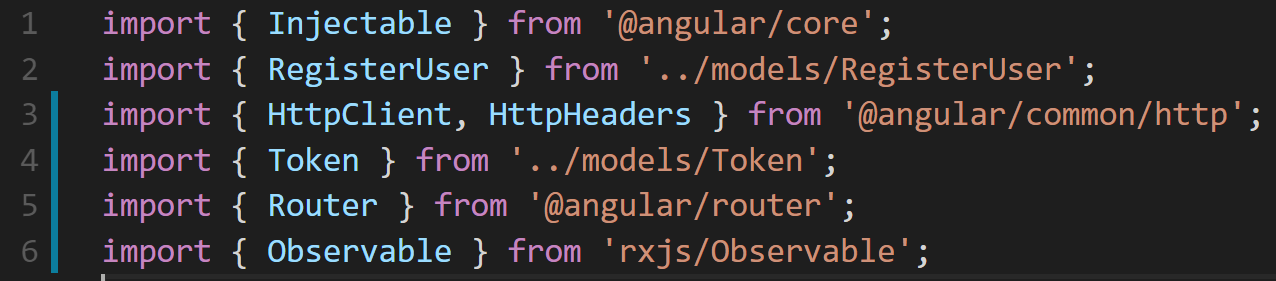 1 import { Injectable } from '@angular/core';
2 import { RegisterUser } from '../models/RegisterUser';
3 import { HttpClient, HttpHeaders } from '@angular/common/http';
4 import { Token } from '../models/Token';
5 import { Router } from '@angular/router';
6 import { Observable } from 'rxjs/Observable';